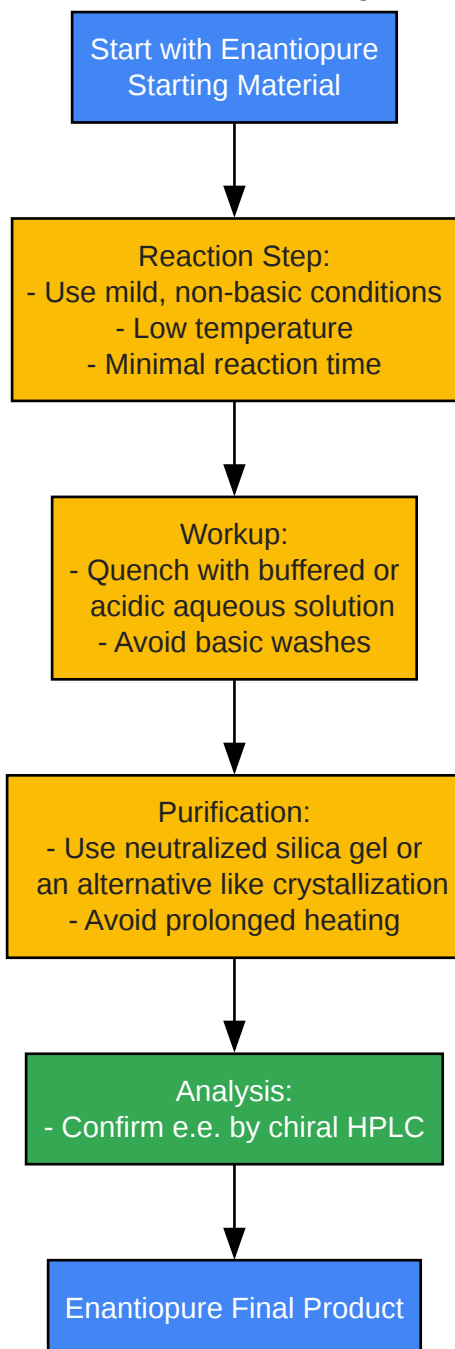 Start with Enantiopure
Starting Material
Reaction Step:
- Use mild, non-basic conditions
- Low temperature
- Minimal reaction time
Workup:
- Quench with buffered or
acidic aqueous solution
- Avoid basic washes
Purification:
- Use neutralized silica gel or
an alternative like crystallization
- Avoid prolonged heating
Analysis:
- Confirm e.e. by chiral HPLC
Enantiopure Final Product